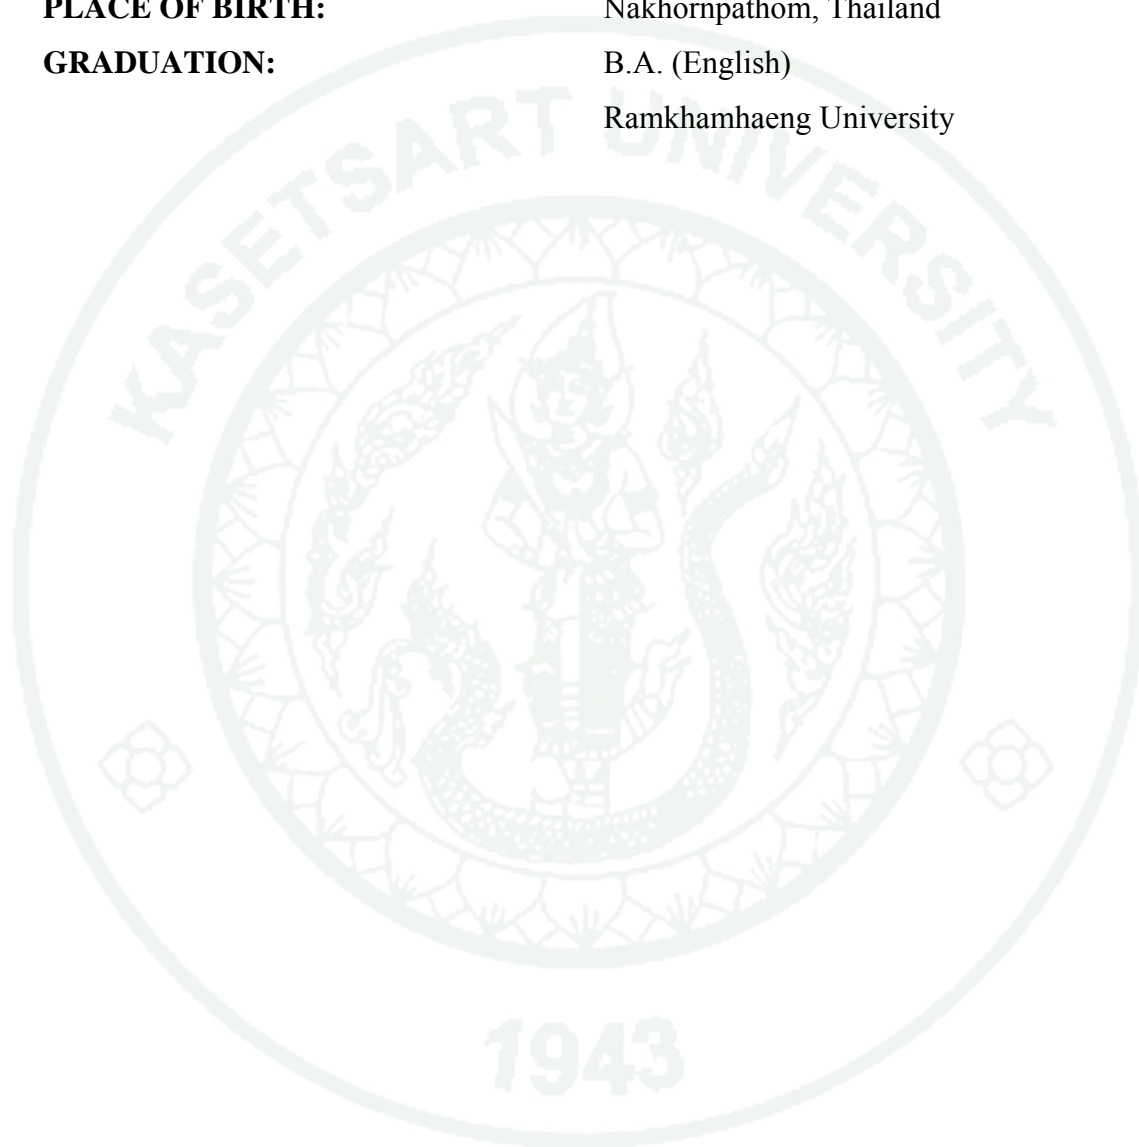 PLACE OF BIRTH: Nakhornpathom, Thailand
GRADUATION: B.A. (English)
Ramkhamhaeng University
KASETSART UNIVERSITY
1943